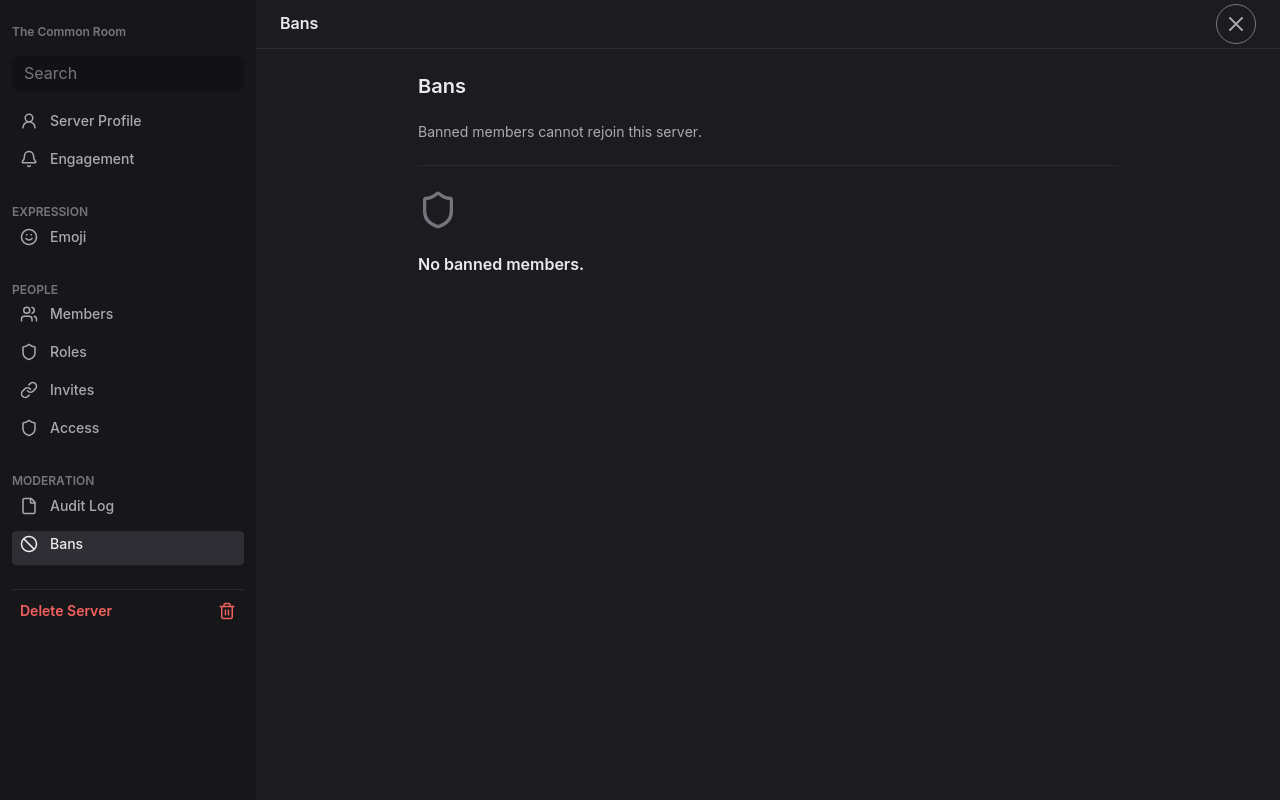 The Common Room
Search
Server Profile
Engagement
EXPRESSION
Emoji
PEOPLE
Members
Roles
Invites
Access
MODERATION
Audit Log
Bans
Delete Server
Bans
Bans
Banned members cannot rejoin this server.
No banned members.